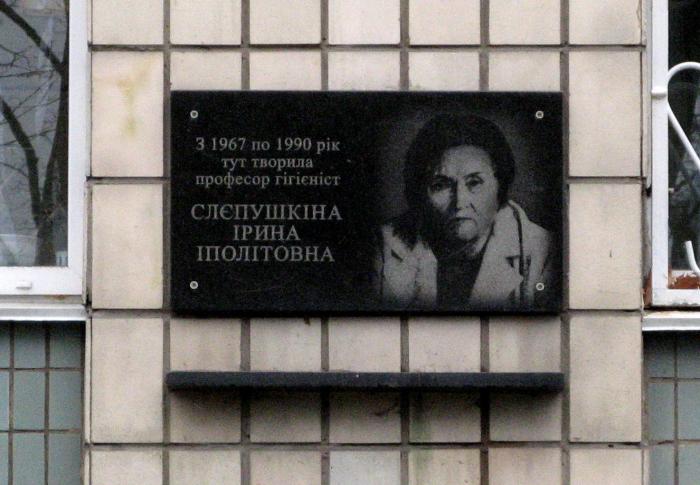 З 1967 по 1990 рік
тут творила
професор гігієніст
СЛЄПУШКІНА
ІРИНА
ІПОЛІТОВНА